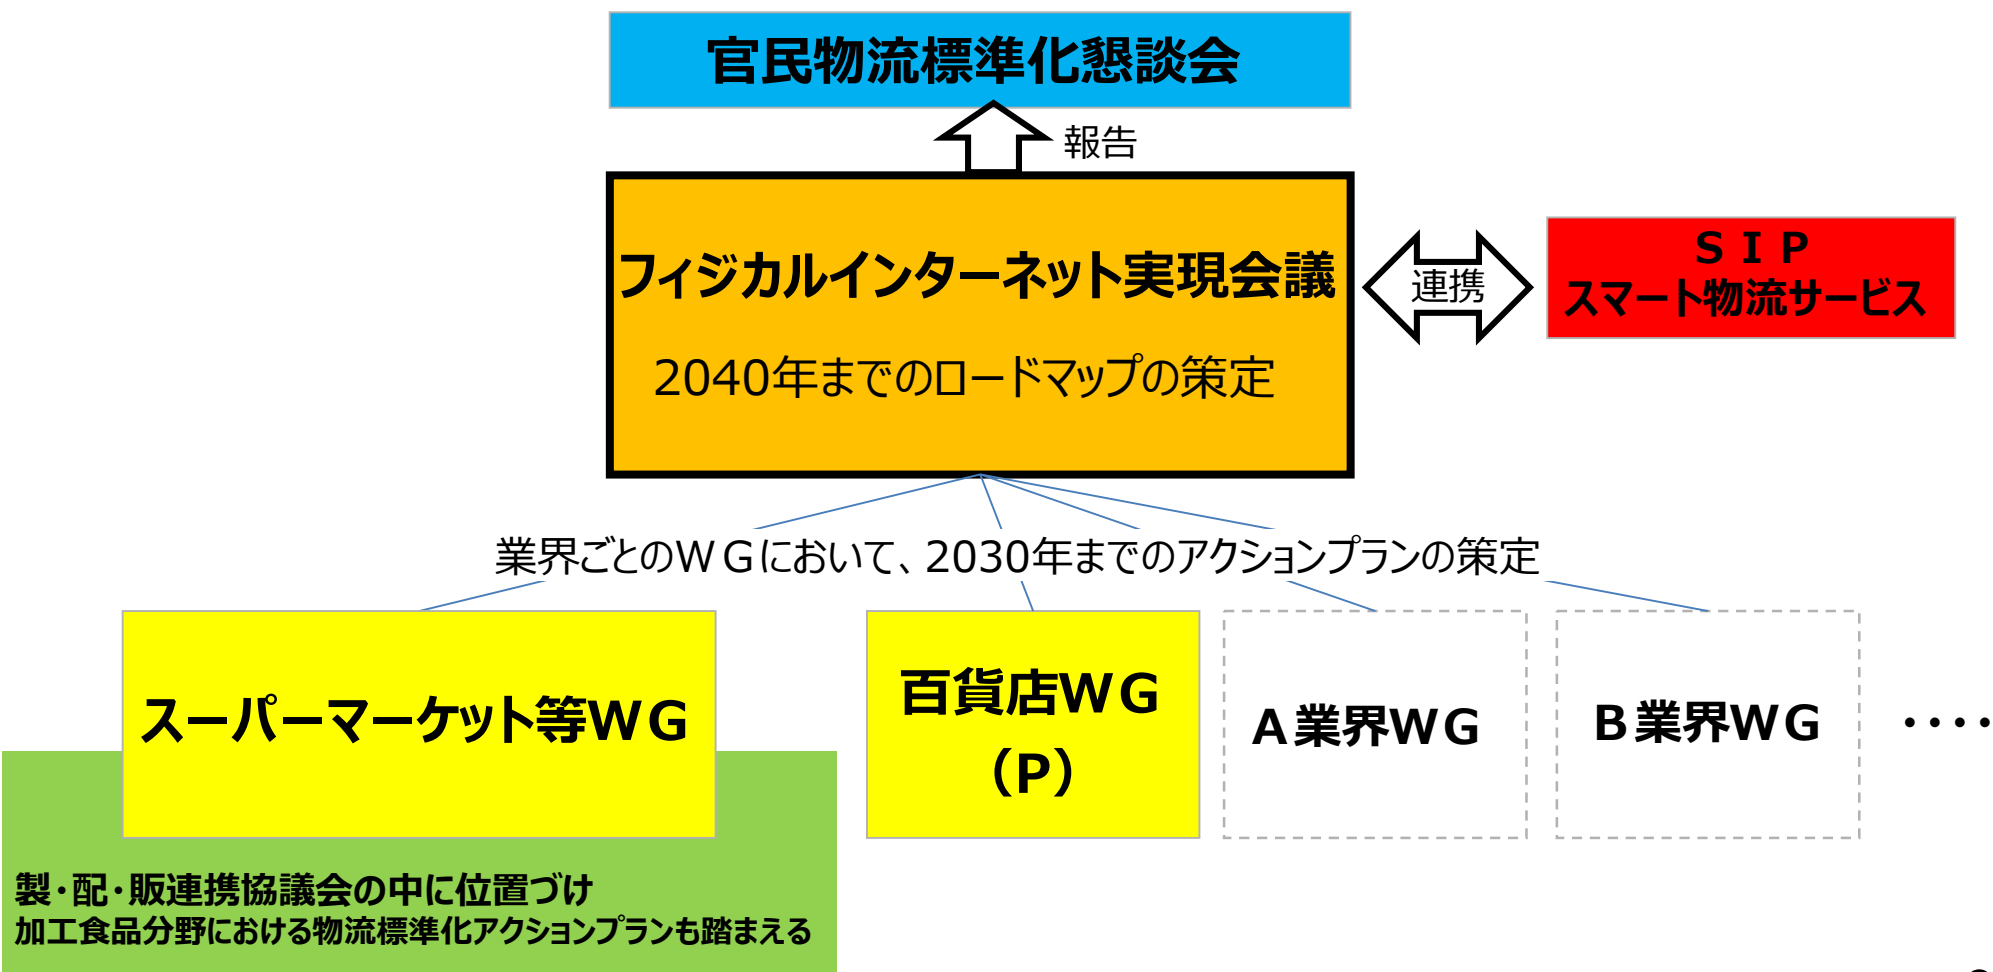 官民物流標準化懇談会
報告
フィジカルインターネット実現会議
2040年までのロードマップの策定
連携
ＳＩＰ
スマート物流サービス
業界ごとのＷＧにおいて、2030年までのアクションプランの策定
スーパーマーケット等WG
百貨店WG
（P）
A業界WG
B業界WG
・・・・
製・配・販連携協議会の中に位置づけ
加工食品分野における物流標準化アクションプランも踏まえる